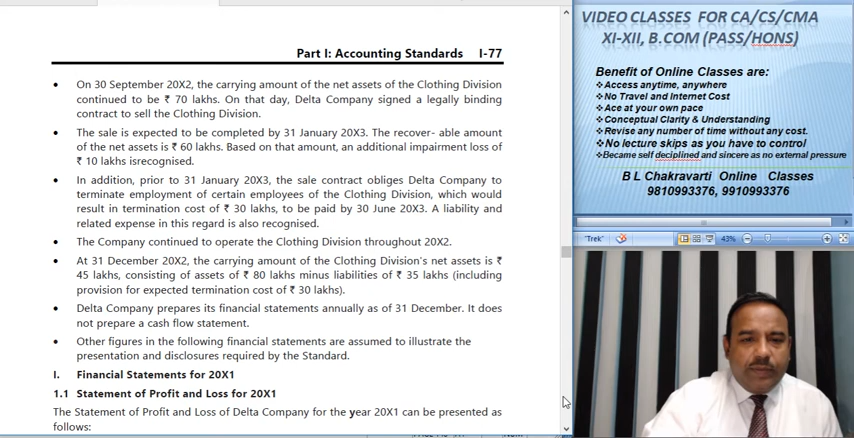 Part I: Accounting Standards I-77
• On 30 September 20X2, the carrying amount of the net assets of the Clothing Division
continued to be ₹ 70 lakhs. On that day, Delta Company signed a legally binding
contract to sell the Clothing Division.
• The sale is expected to be completed by 31 January 20X3. The recover- able amount
of the net assets is ₹ 60 lakhs. Based on that amount, an additional impairment loss of
₹ 10 lakhs isrecognised.
• In addition, prior to 31 January 20X3, the sale contract obliges Delta Company to
terminate employment of certain employees of the Clothing Division, which would
result in termination cost of ₹ 30 lakhs, to be paid by 30 June 20X3. A liability and
related expense in this regard is also recognised.
• The Company continued to operate the Clothing Division throughout 20X2.
• At 31 December 20X2, the carrying amount of the Clothing Division's net assets is ₹
45 lakhs, consisting of assets of ₹ 80 lakhs minus liabilities of ₹ 35 lakhs (including
provision for expected termination cost of ₹ 30 lakhs).
• Delta Company prepares its financial statements annually as of 31 December. It does
not prepare a cash flow statement.
• Other figures in the following financial statements are assumed to illustrate the
presentation and disclosures required by the Standard.
I. Financial Statements for 20X1
1.1 Statement of Profit and Loss for 20X1
The Statement of Profit and Loss of Delta Company for the year 20X1 can be presented as
follows:
VIDEO CLASSES FOR CA/CS/CMA
XI-XII, B.COM (PASS/HONS)
Benefit of Online Classes are:
❖Access anytime, anywhere
❖No Travel and Internet Cost
❖Ace at your own pace
❖Conceptual Clarity & Understanding
❖Revise any number of time without any cost.
❖No lecture skips as you have to control
❖Became self deciplined and sincere as no external pressure
B L Chakravarti Online Classes
9810993376, 9910993376
"Trek"
43%